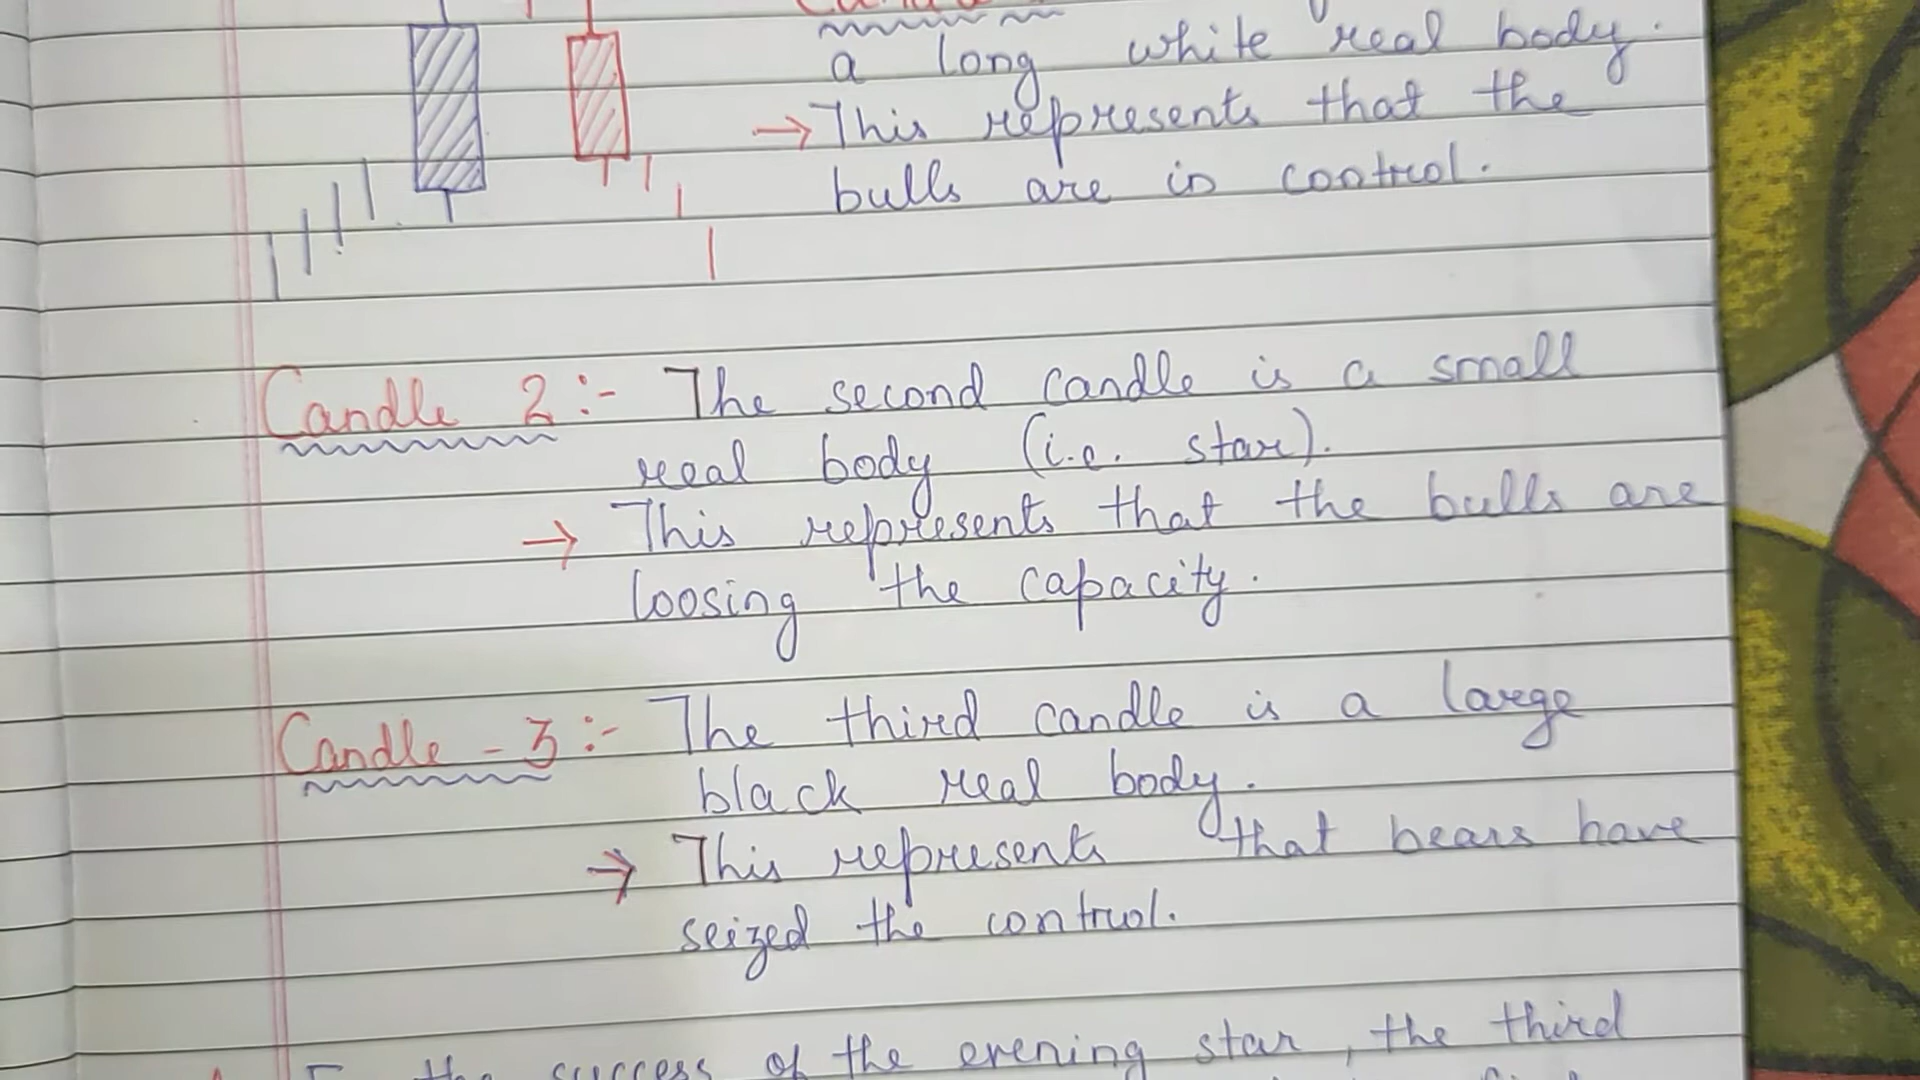 a long white real body.
→ This represents that the
bulls are in control.
Candle 2 :- The second candle is a small
real body (i.e. star).
→ This represents that the bulls are
loosing the capacity.
Candle - 3 :- The third candle is a large
black real body.
→ This represents that bears have
seized the control.
the success of the evening star, the third